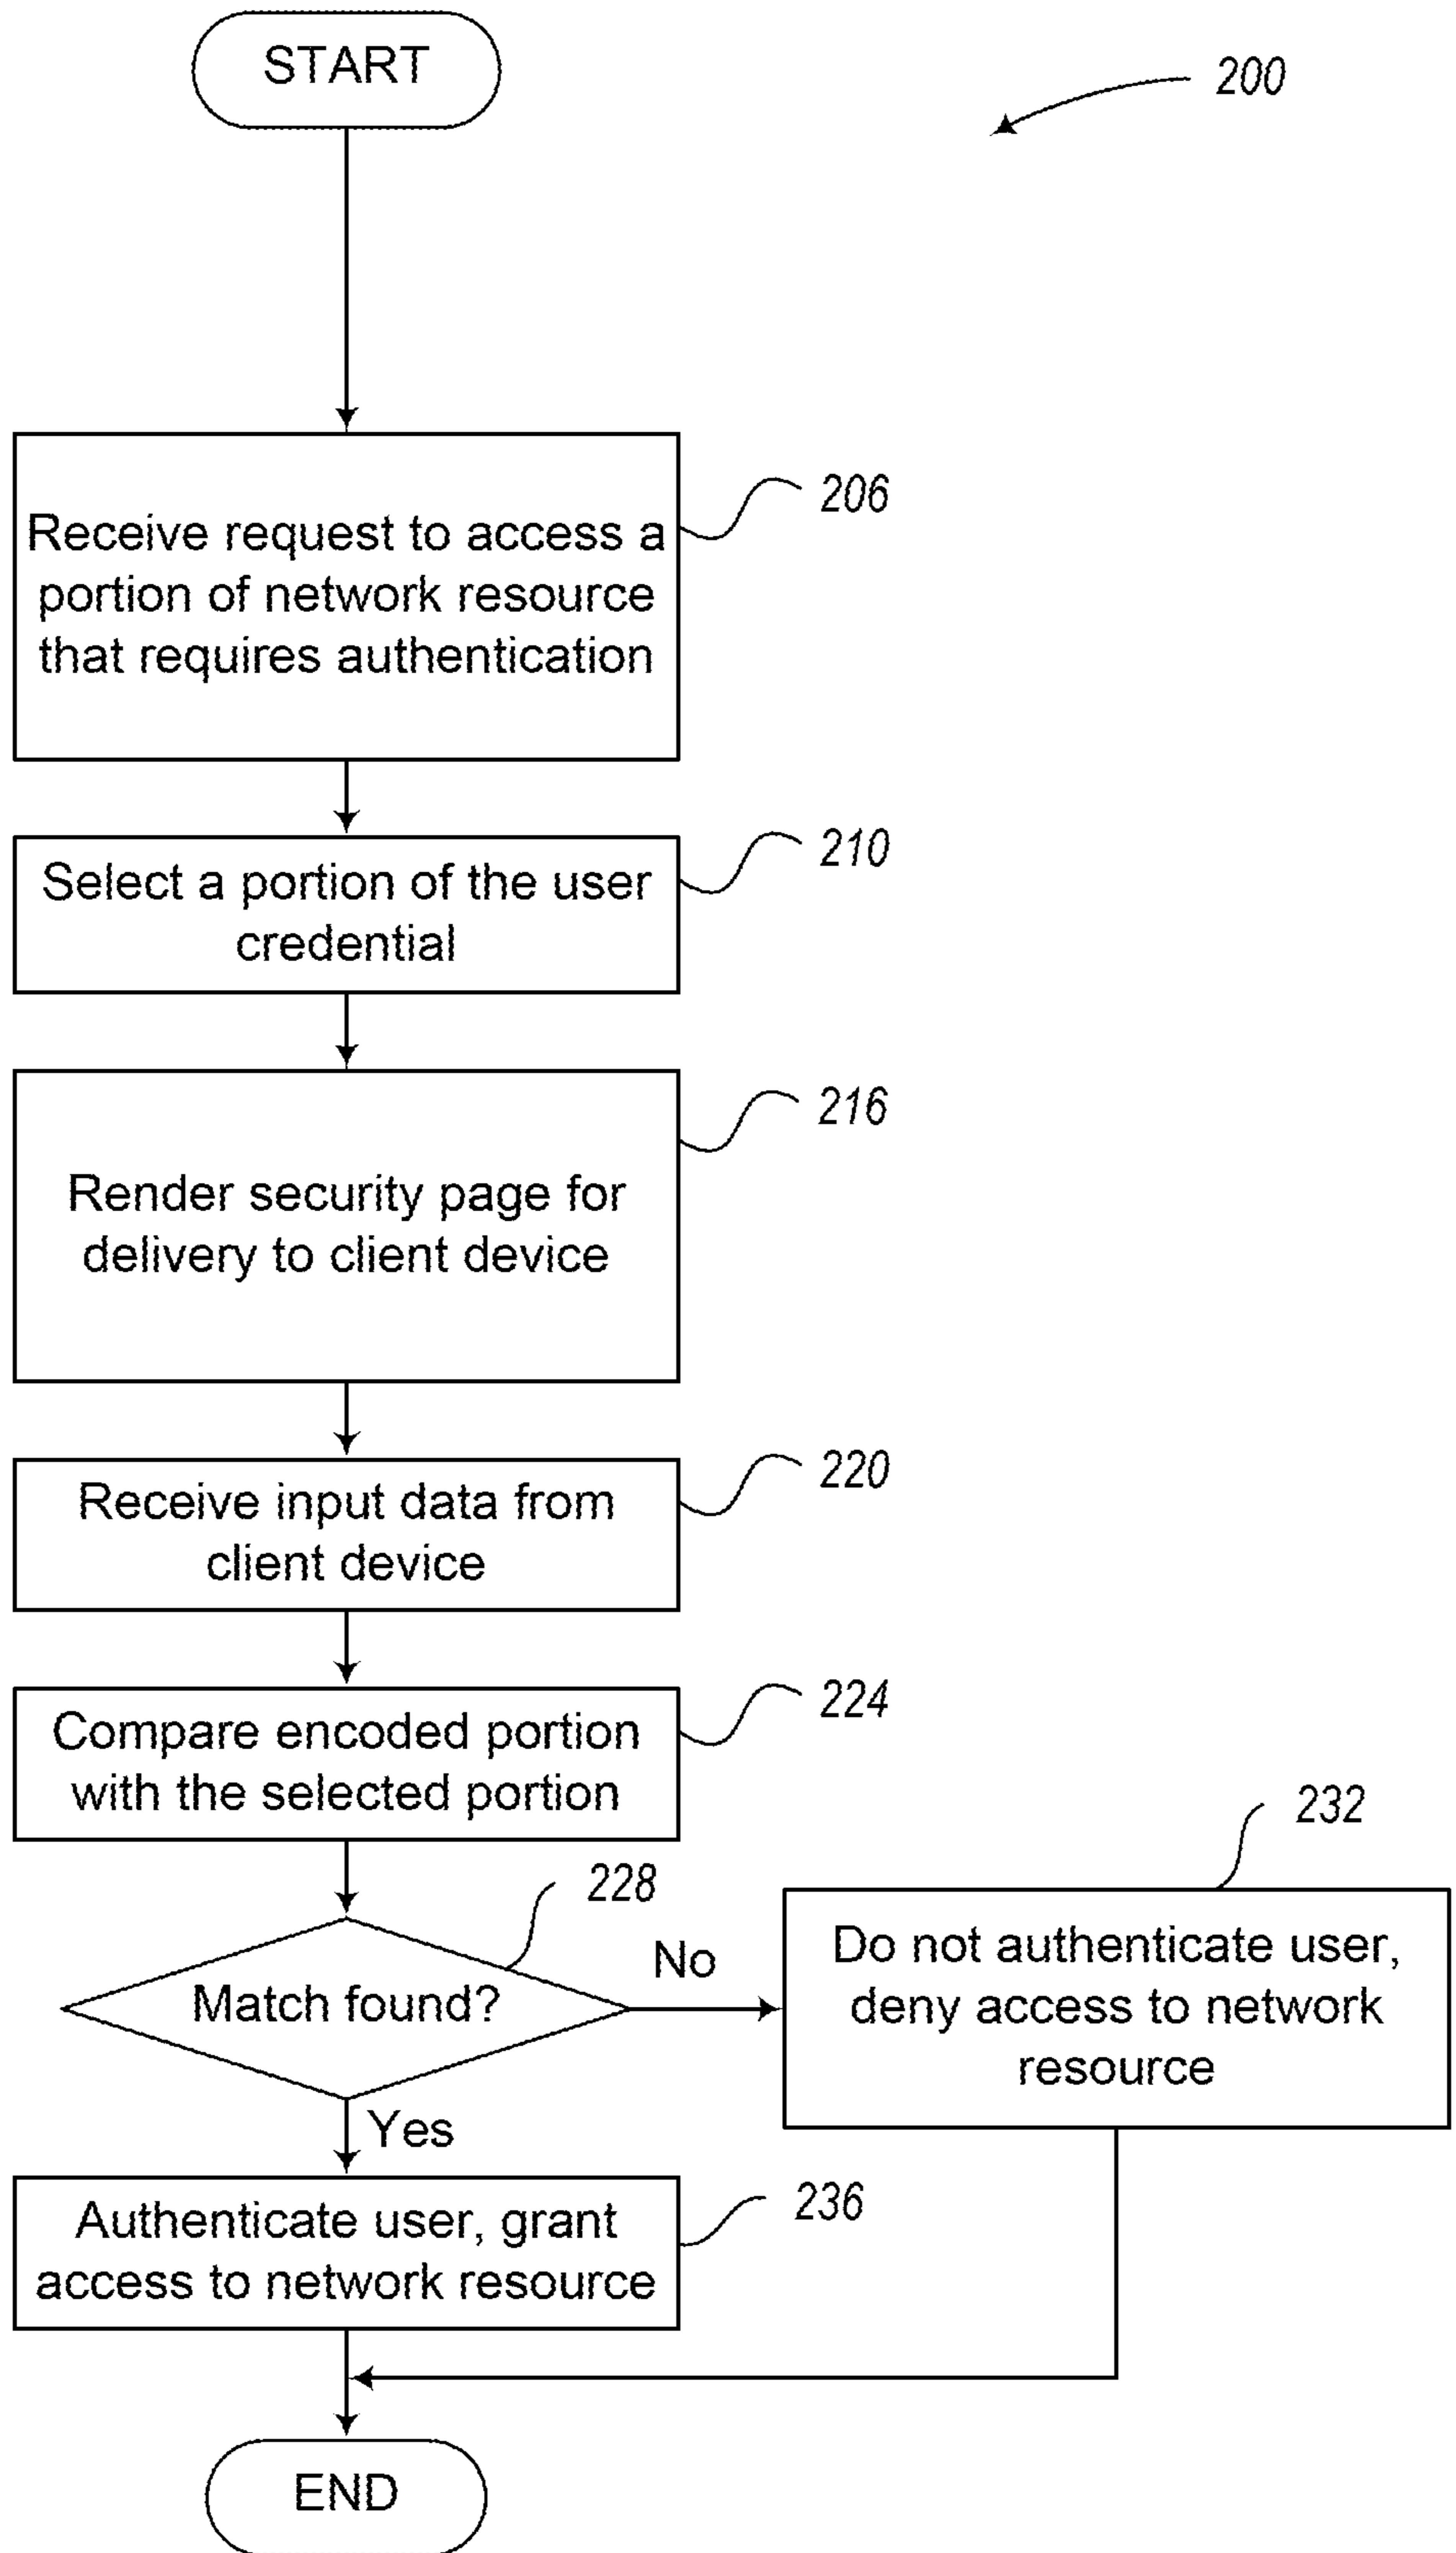 START
200
Receive request to access a
portion of network resource
that requires authentication
206
Select a portion of the user
credential
210
Render security page for
delivery to client device
216
Receive input data from
client device
220
Compare encoded portion
with the selected portion
224
Match found?
228
No
Do not authenticate user,
deny access to network
resource
232
Yes
Authenticate user, grant
access to network resource
236
END